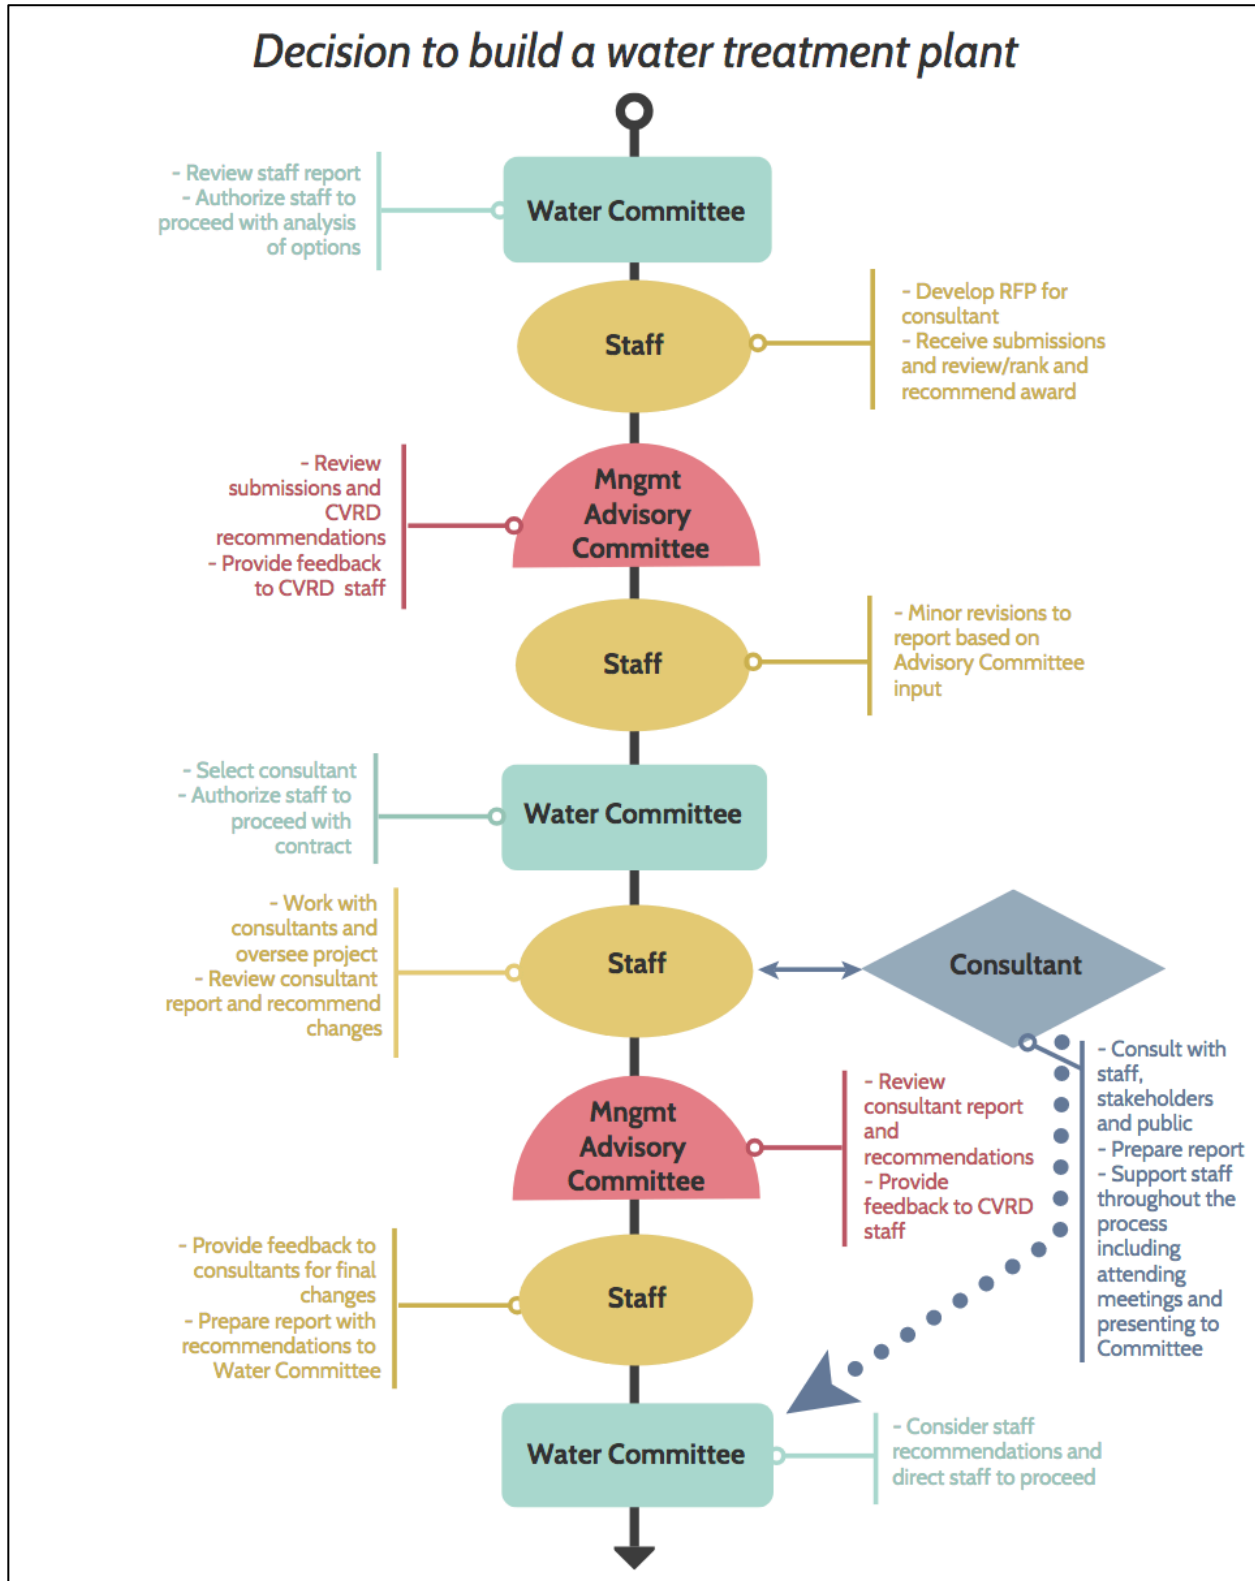 Decision to build a water treatment plant
- Review staff report
- Authorize staff to
proceed with analysis
of options
Water Committee
Staff
- Develop RFP for
consultant
- Receive submissions
and review/rank and
recommend award
- Review
submissions and
CVRD
recommendations
- Provide feedback
to CVRD staff
Mngmt
Advisory
Committee
Staff
- Minor revisions to
report based on
Advisory Committee
input
- Select consultant
- Authorize staff to
proceed with
contract
Water Committee
- Work with
consultants and
oversee project
- Review consultant
report and recommend
changes
Staff
Consultant
- Consult with
staff,
stakeholders
and public
- Prepare report
- Support staff
throughout the
process
including
attending
meetings and
presenting to
Committee
Mngmt
Advisory
Committee
- Review
consultant report
and
recommendations
- Provide
feedback to CVRD
staff
- Provide feedback to
consultants for final
changes
- Prepare report with
recommendations to
Water Committee
Staff
Water Committee
- Consider staff
recommendations and
direct staff to proceed